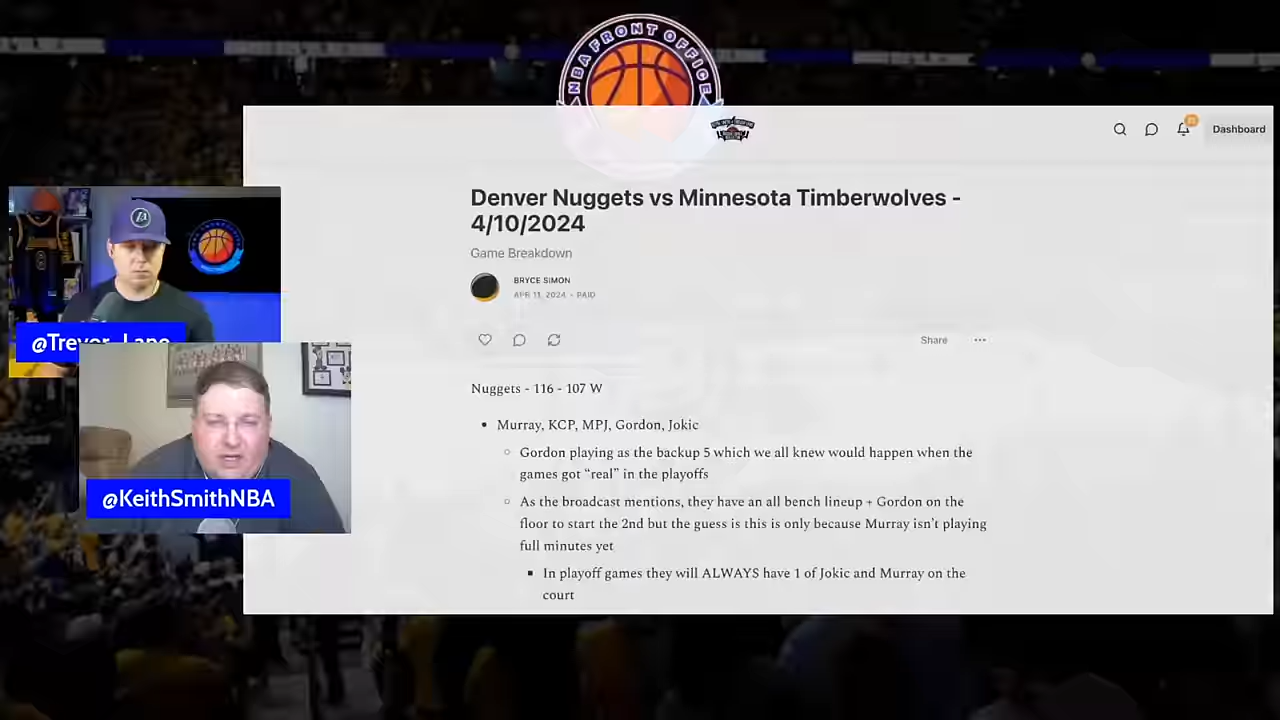 NBA FRONT OFFICE
Dashboard
Denver Nuggets vs Minnesota Timberwolves -
4/10/2024
Game Breakdown
BRYCE SIMON
APR 11, 2024 • PAID
Share
Nuggets - 116 - 107 W
• Murray, KCP, MPJ, Gordon, Jokic
Gordon playing as the backup 5 which we all knew would happen when the
games got “real” in the playoffs
As the broadcast mentions, they have an all bench lineup + Gordon on the
floor to start the 2nd but the guess is this is only because Murray isn’t playing
full minutes yet
In playoff games they will ALWAYS have 1 of Jokic and Murray on the
court
@Trevor_Lane
@KeithSmithNBA